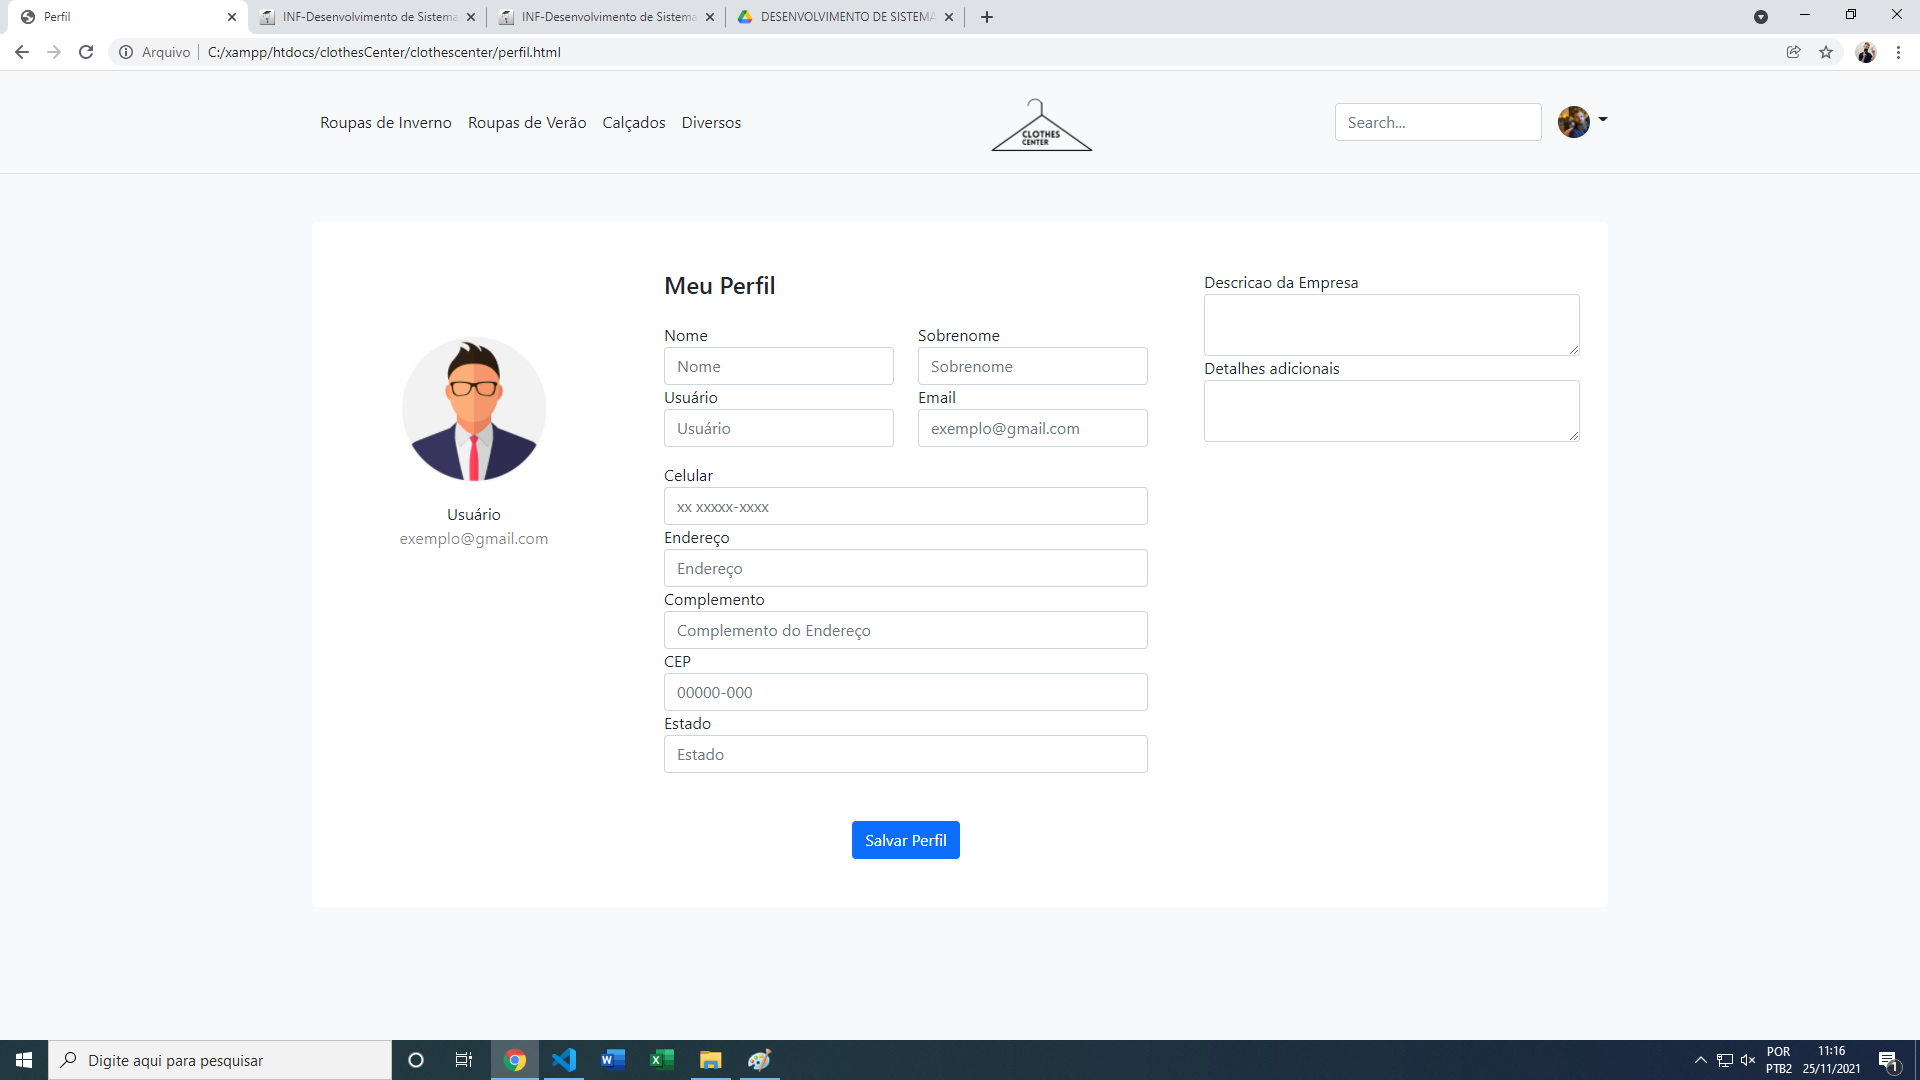 Perfil
INF-Desenvolvimento de Sistema
INF-Desenvolvimento de Sistema
DESENVOLVIMENTO DE SISTEMA
Arquivo
C:/xampp/htdocs/clothesCenter/clothescenter/perfil.html
Roupas de Inverno
Roupas de Verão
Calçados
Diversos
CLOTHES
CENTER
Search...
Usuário
exemplo@gmail.com
Meu Perfil
Nome
Sobrenome
Nome
Sobrenome
Usuário
Email
Usuário
exemplo@gmail.com
Celular
xx xxxxx-xxxx
Endereço
Endereço
Complemento
Complemento do Endereço
CEP
00000-000
Estado
Estado
Salvar Perfil
Descricao da Empresa
Detalhes adicionais
Digite aqui para pesquisar
POR
PTB2
11:16
25/11/2021
1